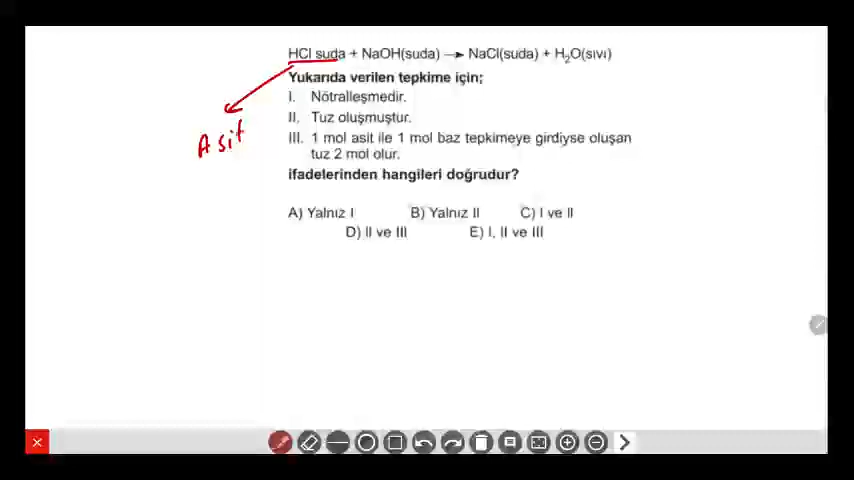 HCl suda + NaOH(suda) → NaCl(suda) + H₂O(sıvı)
Yukarıda verilen tepkime için;
I. Nötralleşmedir.
II. Tuz oluşmuştur.
III. 1 mol asit ile 1 mol baz tepkimeye girdiyse oluşan
tuz 2 mol olur.
ifadelerinden hangileri doğrudur?
A) Yalnız I B) Yalnız II C) I ve II
D) II ve III E) I, II ve III
Asit